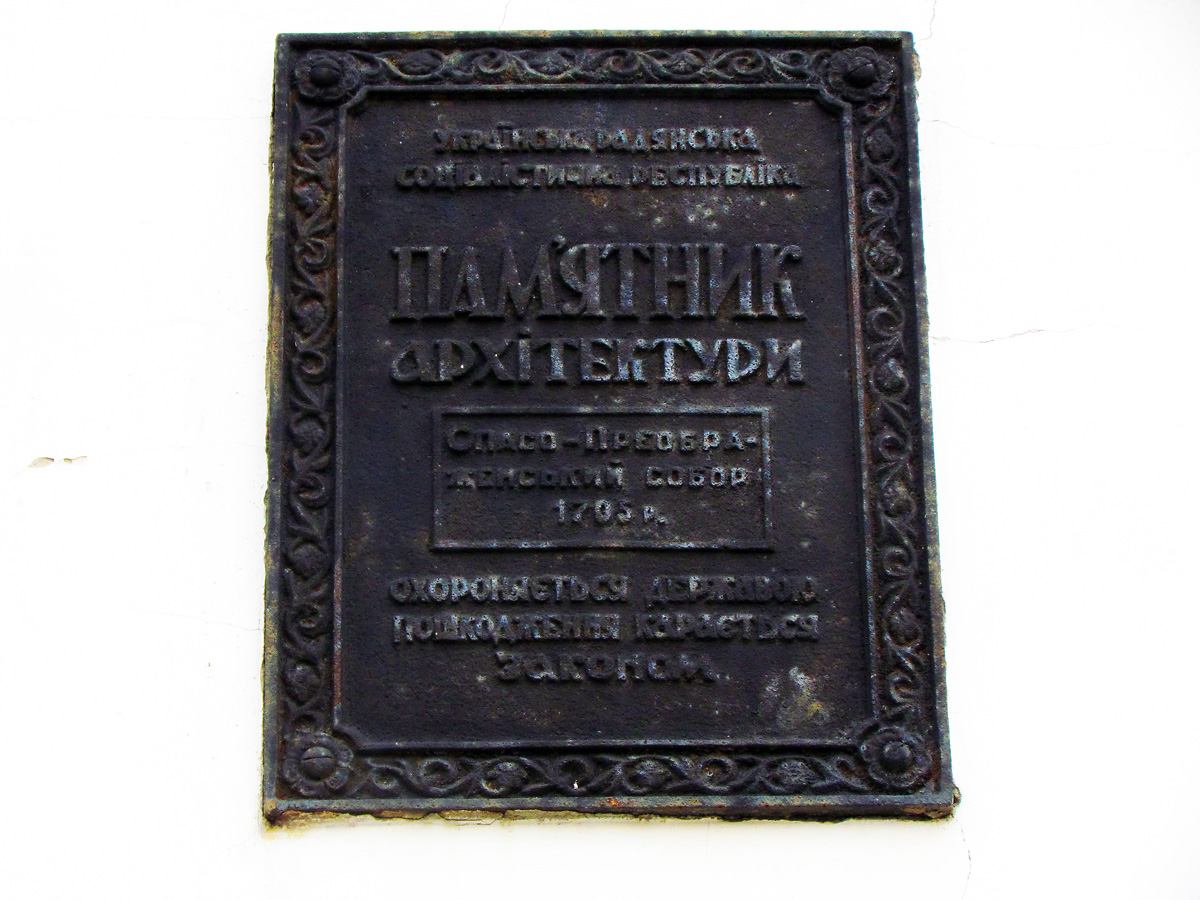 Українська Радянська
Соціалістична Республіка
ПАМ'ЯТНИК
АРХІТЕКТУРИ
Спасо-Преобра-
женський собор
1705 р.
Охороняється державою
Пошкодження карається
законом.